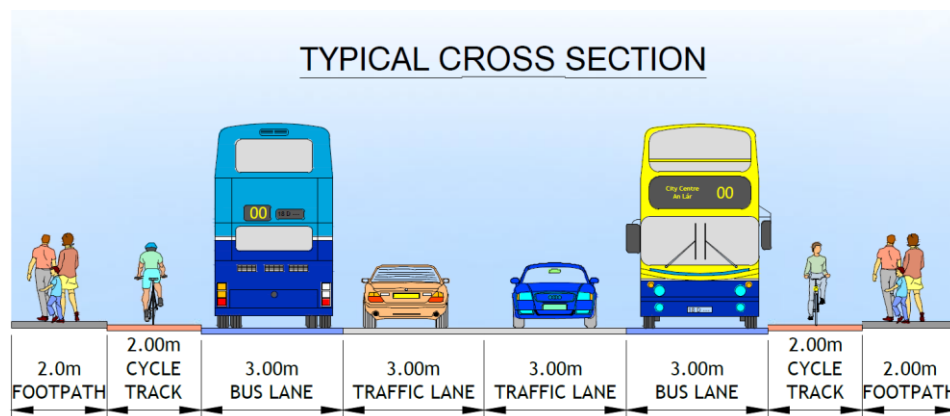 TYPICAL CROSS SECTION
00
City Centre
An Lár
00
2.0m
FOOTPATH
2.00m
CYCLE
TRACK
3.00m
BUS LANE
3.00m
TRAFFIC LANE
3.00m
TRAFFIC LANE
3.00m
BUS LANE
2.00m
CYCLE
TRACK
2.00m
FOOTPATH